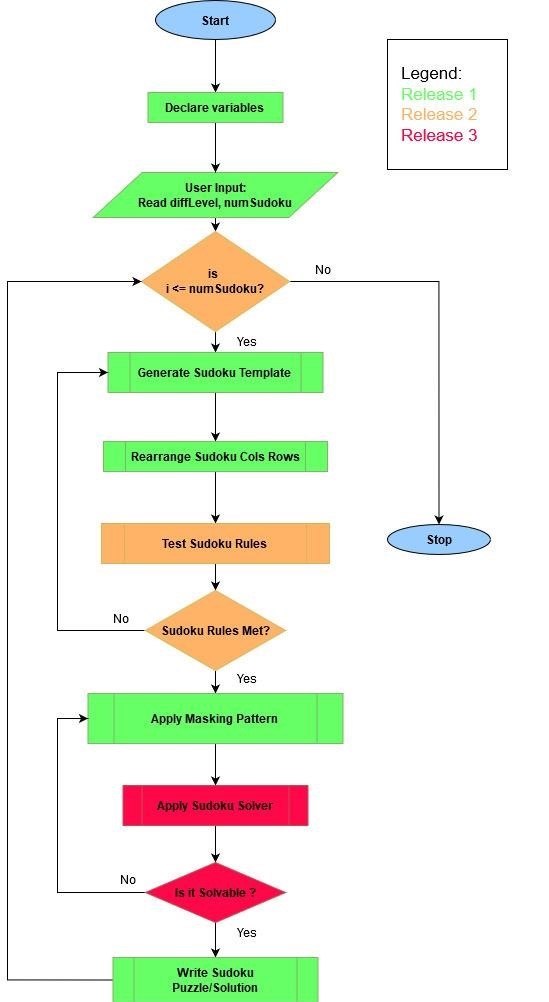 Start
Legend:
Release 1
Release 2
Release 3
Declare variables
User Input:
Read diffLevel, numSudoku
is
i <= numSudoku?
No
Yes
Generate Sudoku Template
Rearrange Sudoku Cols Rows
Test Sudoku Rules
Stop
Sudoku Rules Met?
No
Yes
Apply Masking Pattern
Apply Sudoku Solver
Is it Solvable ?
No
Yes
Write Sudoku
Puzzle/Solution